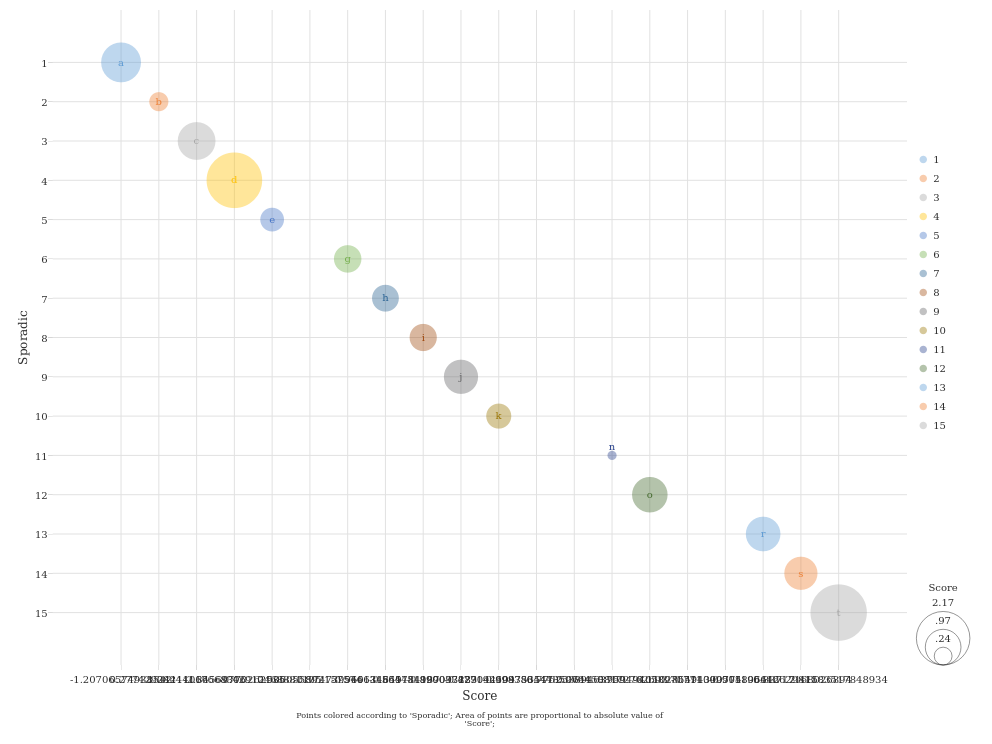 1
a
2
b
3
c
4
d
5
e
6
g
7
h
8
i
9
j
10
k
n
11
12
o
13
r
14
s
15
t
Sporadic
Score
Points colored according to 'Sporadic'; Area of points are proportional to absolute value of
'Score';
1
2
3
4
5
6
7
8
9
10
11
12
13
14
15
Score
2.17
.97
.24